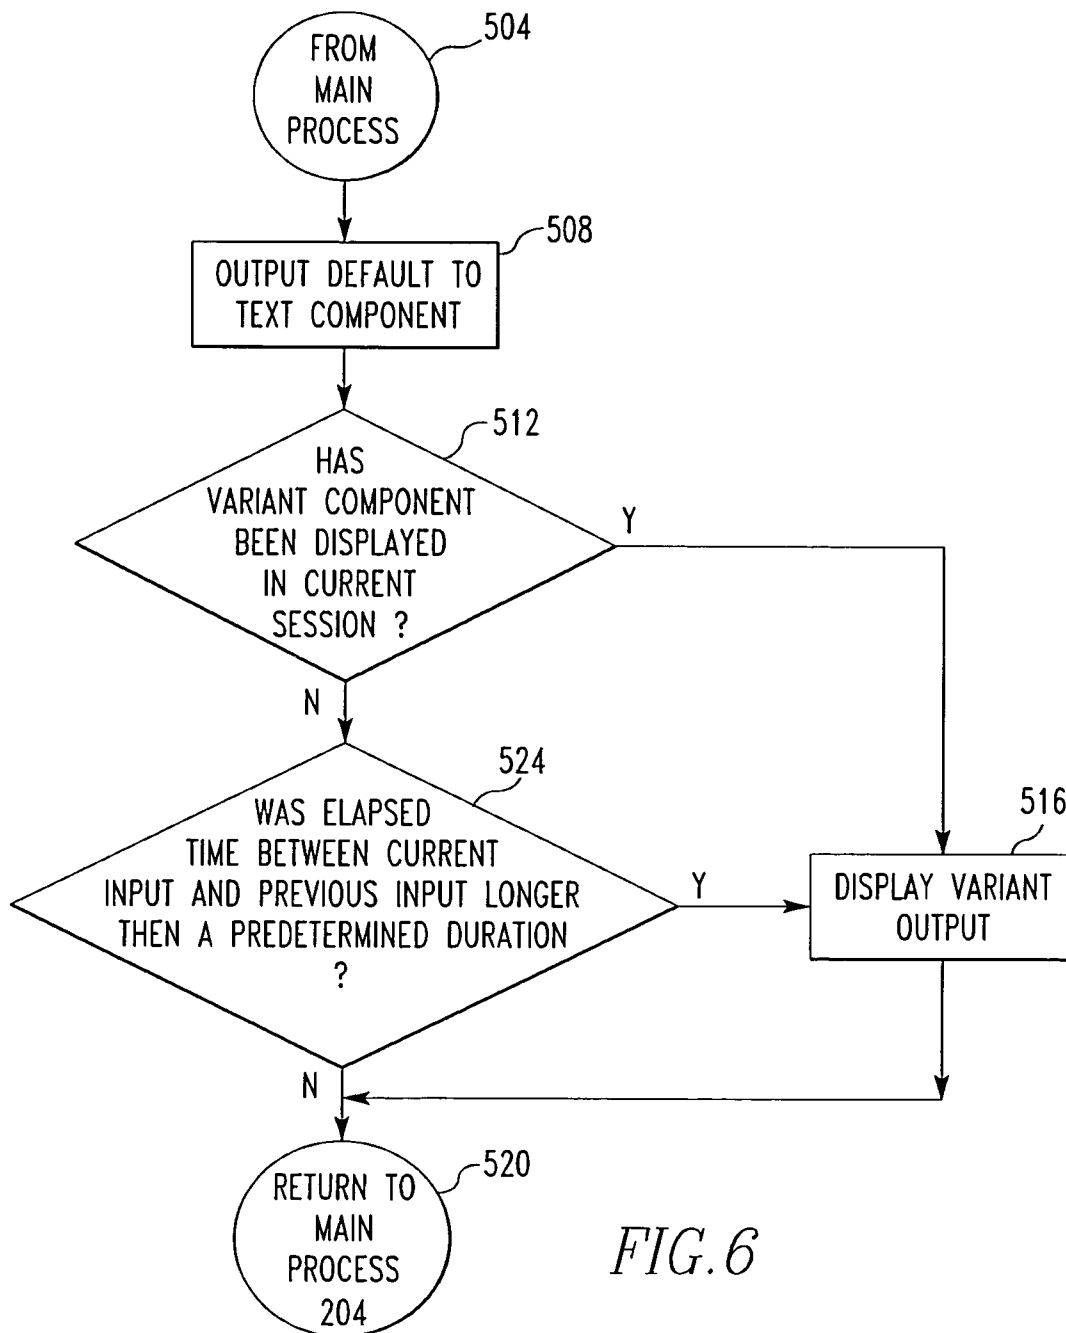 504
FROM
MAIN
PROCESS
508
OUTPUT DEFAULT TO
TEXT COMPONENT
512
HAS
VARIANT COMPONENT
BEEN DISPLAYED
IN CURRENT
SESSION ?
Y
N
524
WAS ELAPSED
TIME BETWEEN CURRENT
INPUT AND PREVIOUS INPUT LONGER
THEN A PREDETERMINED DURATION
?
Y
516
DISPLAY VARIANT
OUTPUT
N
520
RETURN TO
MAIN
PROCESS
204
FIG.6